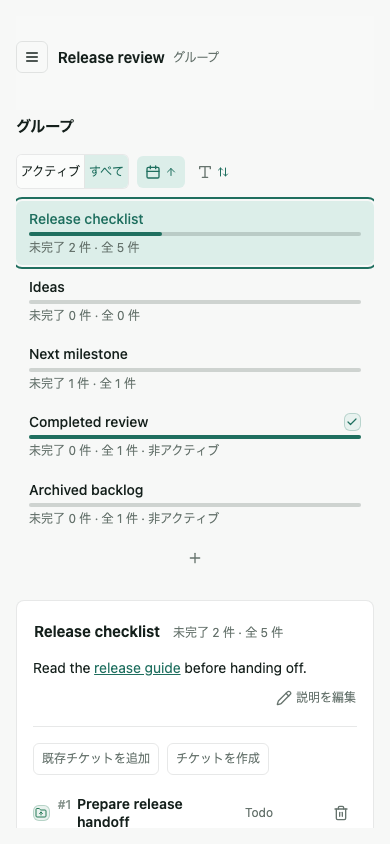 Release review グループ
グループ
アクティブ すべて
Release checklist
未完了 2 件 · 全 5 件
Ideas
未完了 0 件 · 全 0 件
Next milestone
未完了 1 件 · 全 1 件
Completed review
未完了 0 件 · 全 1 件 · 非アクティブ
Archived backlog
未完了 0 件 · 全 1 件 · 非アクティブ
Release checklist 未完了 2 件 · 全 5 件
Read the release guide before handing off.
説明を編集
既存チケットを追加 チケットを作成
#1 Prepare release Todo
handoff